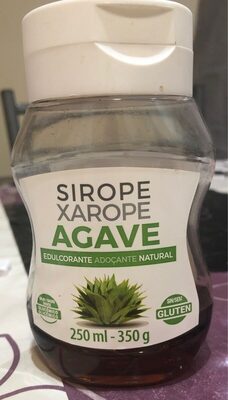 SIROPE
XAROPE
AGAVE
EDULCORANTE ADOÇANTE NATURAL
SIN/SEM
GLUTEN
250 ml - 350 g